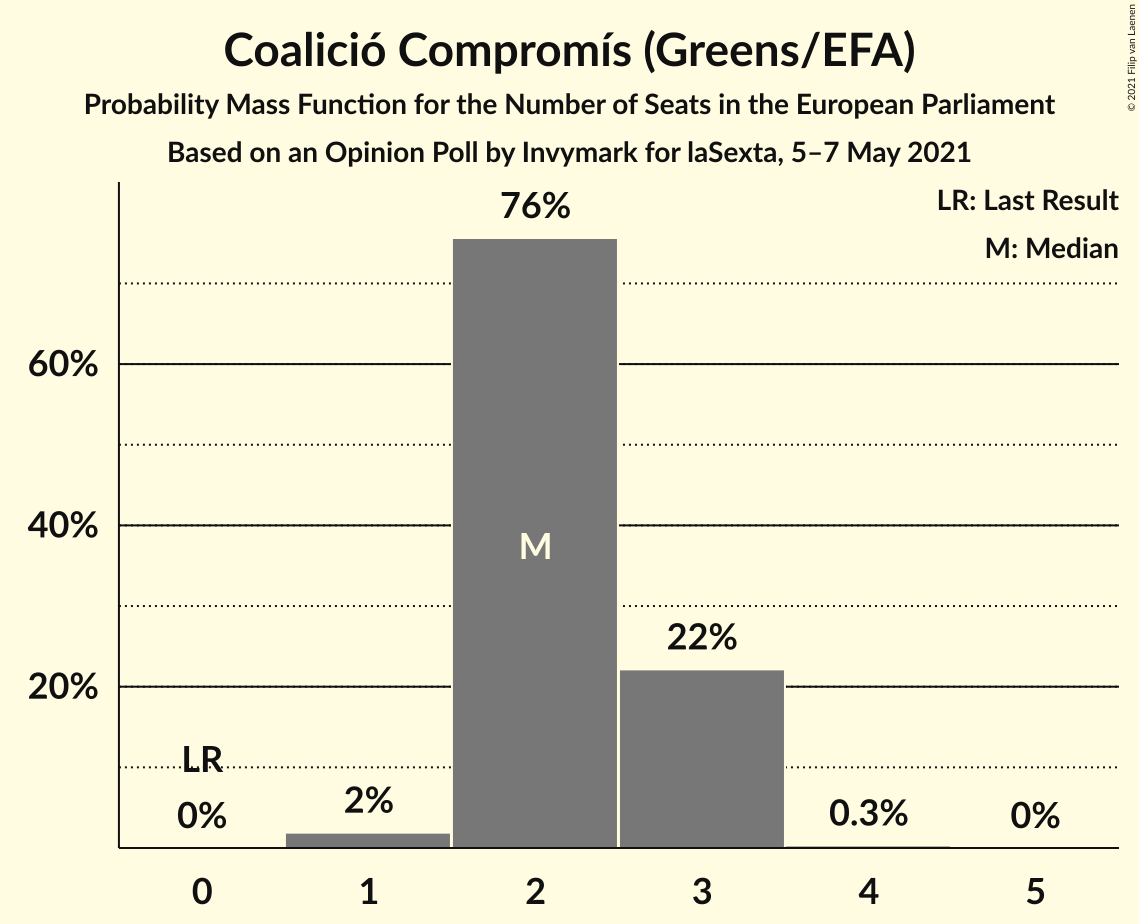 Coalició Compromís (Greens/EFA)
Probability Mass Function for the Number of Seats in the European Parliament
Based on an Opinion Poll by Invymark for laSexta, 5–7 May 2021
© 2021 Filip van Laenen
LR: Last Result
M: Median
76%
60%
40%
M
22%
20%
LR
0%
2%
0.3%
0%
0 1 2 3 4 5